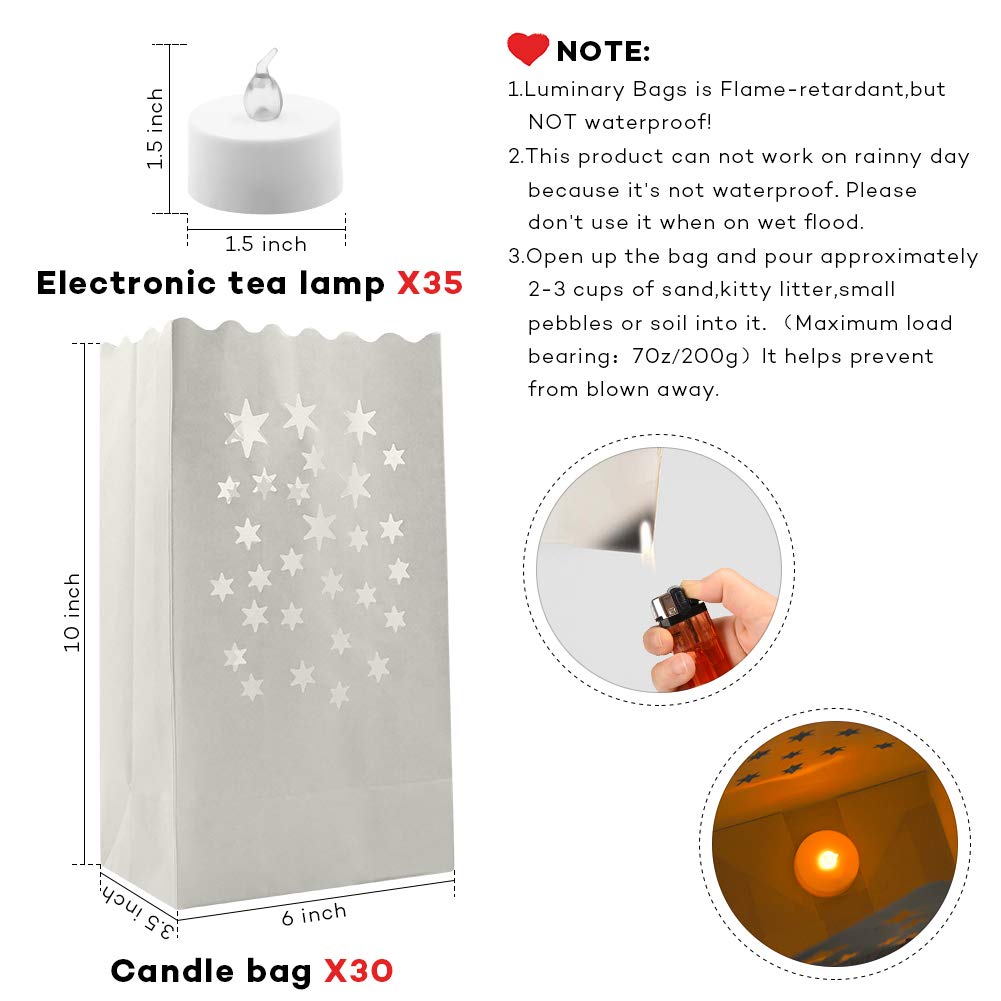 1.5 inch
1.5 inch
Electronic tea lamp X35
10 inch
3.5 inch
6 inch
Candle bag X30
NOTE:
1.Luminary Bags is Flame-retardant,but
NOT waterproof!
2.This product can not work on rainny day
because it's not waterproof. Please
don't use it when on wet flood.
3.Open up the bag and pour approximately
2-3 cups of sand,kitty litter,small
pebbles or soil into it.（Maximum load
bearing：70z/200g）It helps prevent
from blown away.